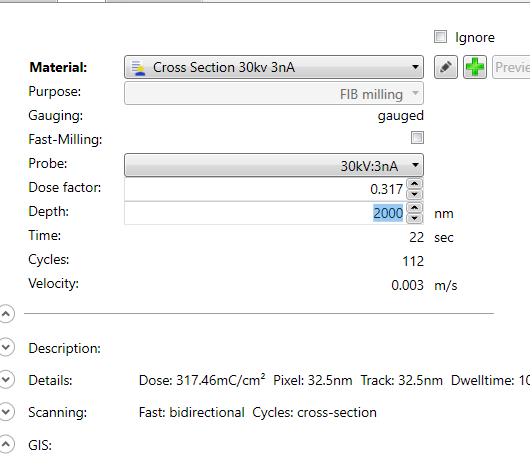 Ignore
Material: Cross Section 30kv 3nA Previe
Purpose: FIB milling
Gauging: gauged
Fast-Milling:
Probe: 30kV:3nA
Dose factor: 0.317
Depth: 2000 nm
Time: 22 sec
Cycles: 112
Velocity: 0.003 m/s
Description:
Details: Dose: 317.46mC/cm² Pixel: 32.5nm Track: 32.5nm Dwelltime: 10
Scanning: Fast: bidirectional Cycles: cross-section
GIS: